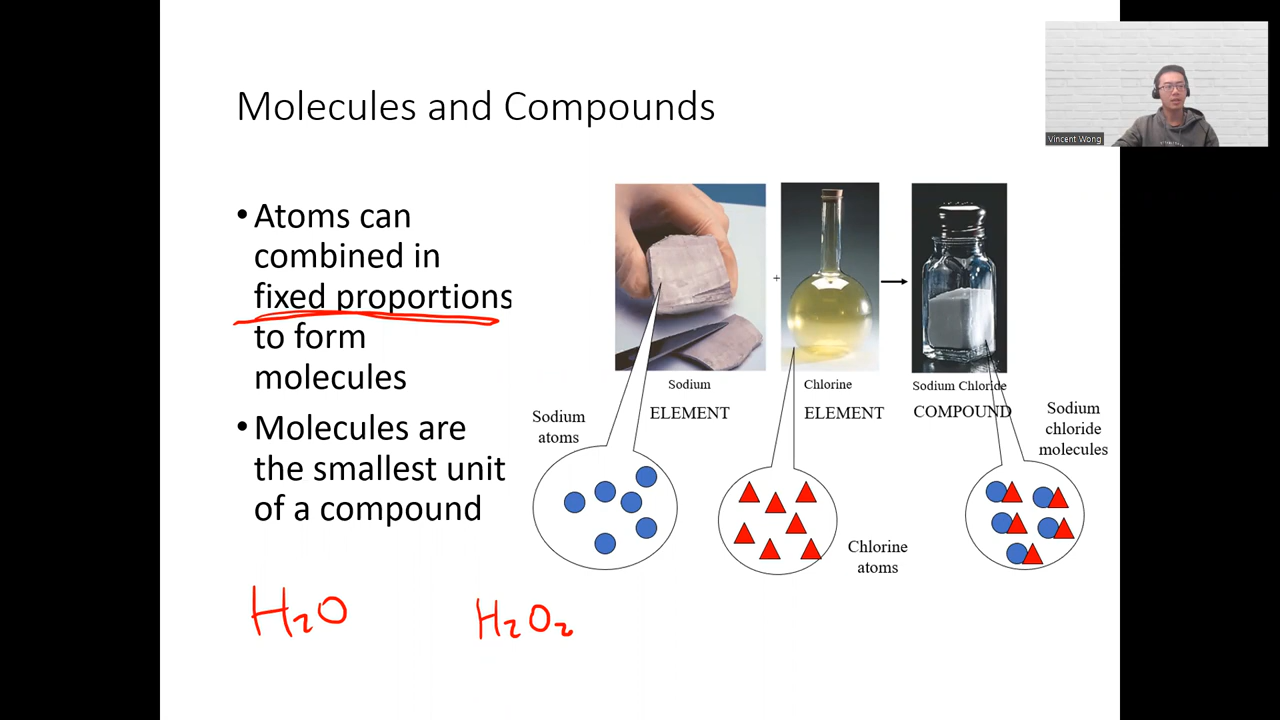 Molecules and Compounds
Vincent Wong
• Atoms can
combined in
fixed proportions
to form
molecules
• Molecules are
the smallest unit
of a compound
+
Sodium
ELEMENT
Chlorine
ELEMENT
Sodium Chloride
COMPOUND
Sodium
atoms
Chlorine
atoms
Sodium
chloride
molecules
H₂O
H₂O₂